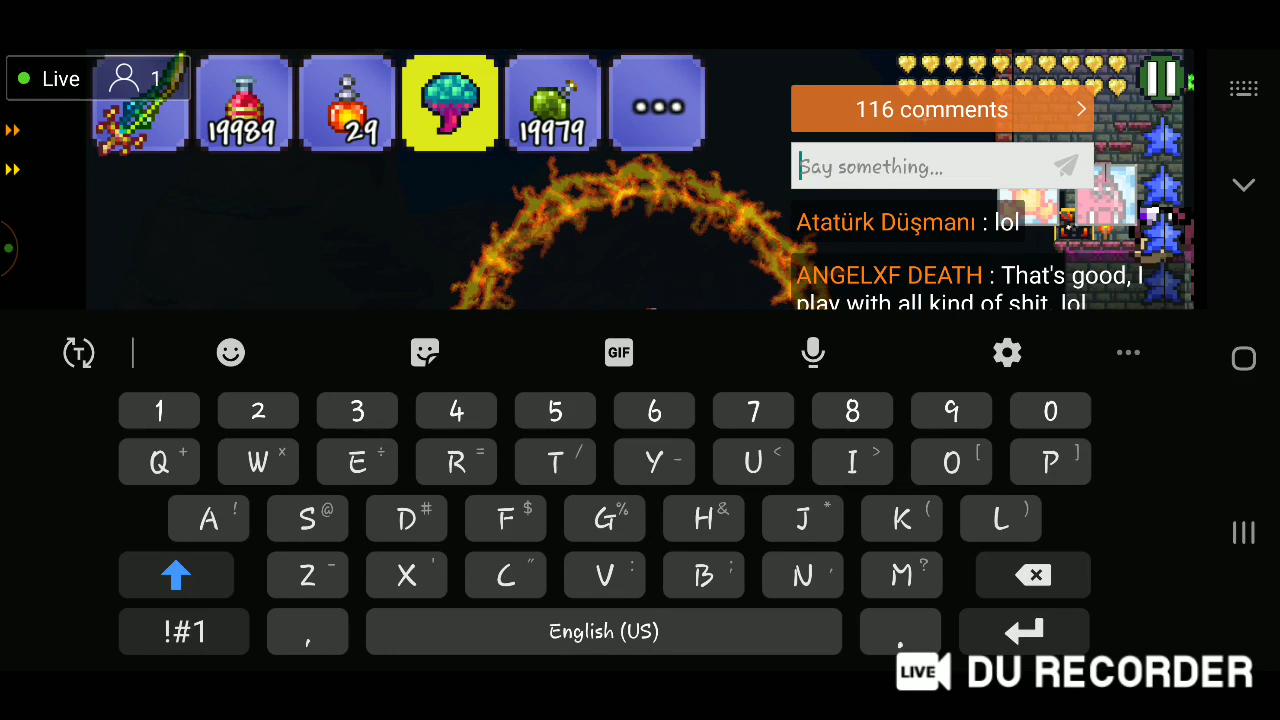 Live 1
19989
29
19979
116 comments
Say something...
Atatürk Düşmanı : lol
ANGELXF DEATH : That's good, I
play with all kind of shit. lol
T
GIF
1 2 3 4 5 6 7 8 9 0
Q + W × E ÷ R = T / Y - U < I > O [ P ]
A ! S @ D # F $ G % H & J * K ( L )
Z - X ' C " V : B ; N , M ?
!#1 , English (US) .
LIVE DU RECORDER